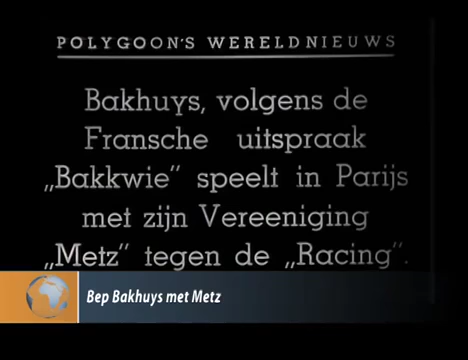 POLYGOON'S WERELDNIEUWS
Bakhuys, volgens de
Fransche uitspraak
„Bakkwie” speelt in Parijs
met zijn Vereeniging
„Metz” tegen de „Racing”.
Bep Bakhuys met Metz